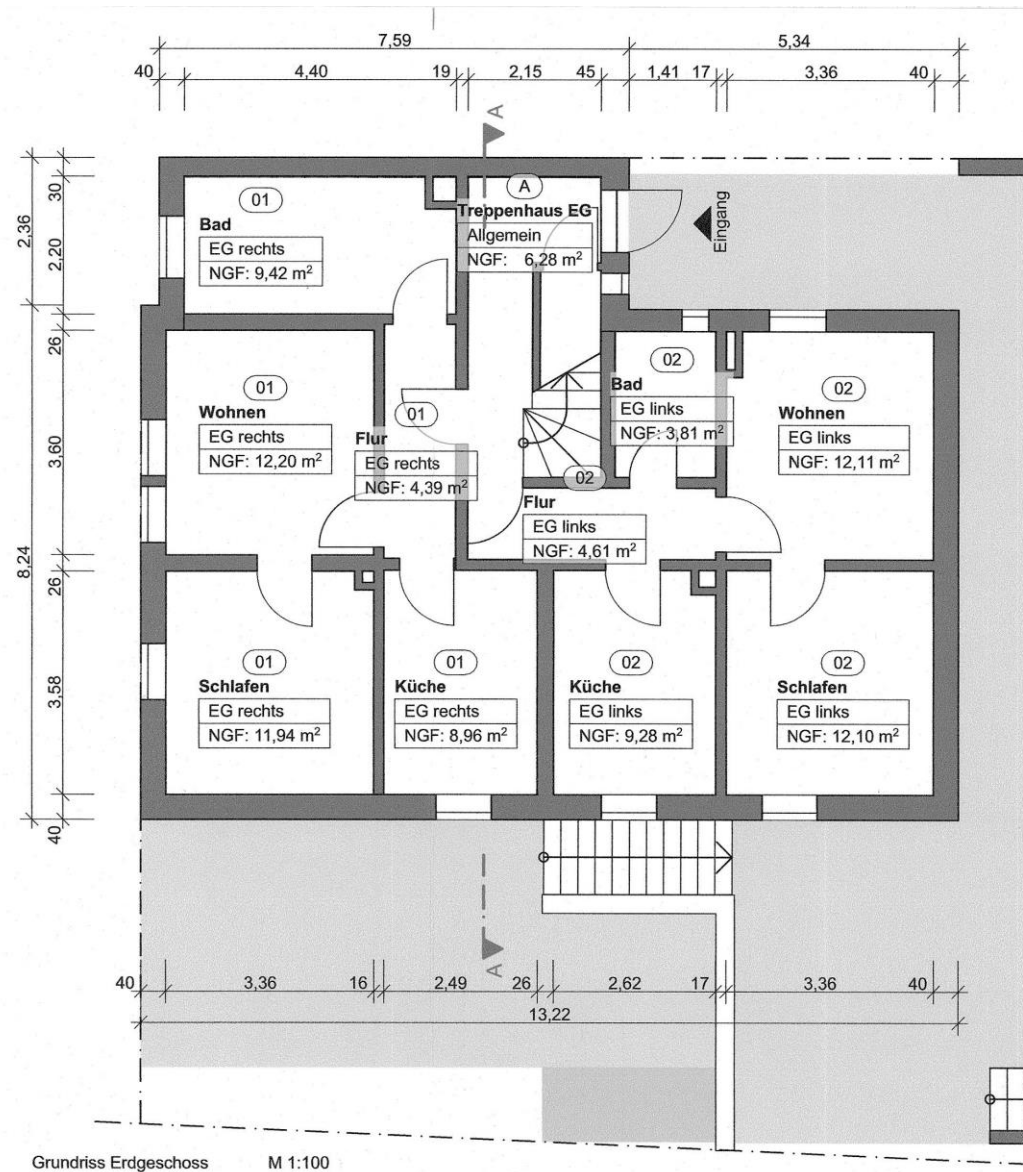 7,59 5,34
40 4,40 19 2,15 45 1,41 17 3,36 40
A
30
2,36
2,20
26
3,60
8,24
26
3,58
40
01
Bad
EG rechts
NGF: 9,42 m²
A
Treppenhaus EG
Allgemein
NGF: 6,28 m²
Eingang
01
Wohnen
EG rechts
NGF: 12,20 m²
01
Flur
EG rechts
NGF: 4,39 m²
02
Bad
EG links
NGF: 3,81 m²
02
Wohnen
EG links
NGF: 12,11 m²
02
Flur
EG links
NGF: 4,61 m²
01
Schlafen
EG rechts
NGF: 11,94 m²
01
Küche
EG rechts
NGF: 8,96 m²
02
Küche
EG links
NGF: 9,28 m²
02
Schlafen
EG links
NGF: 12,10 m²
A
40 3,36 16 2,49 26 2,62 17 3,36 40
13,22
Grundriss Erdgeschoss M 1:100